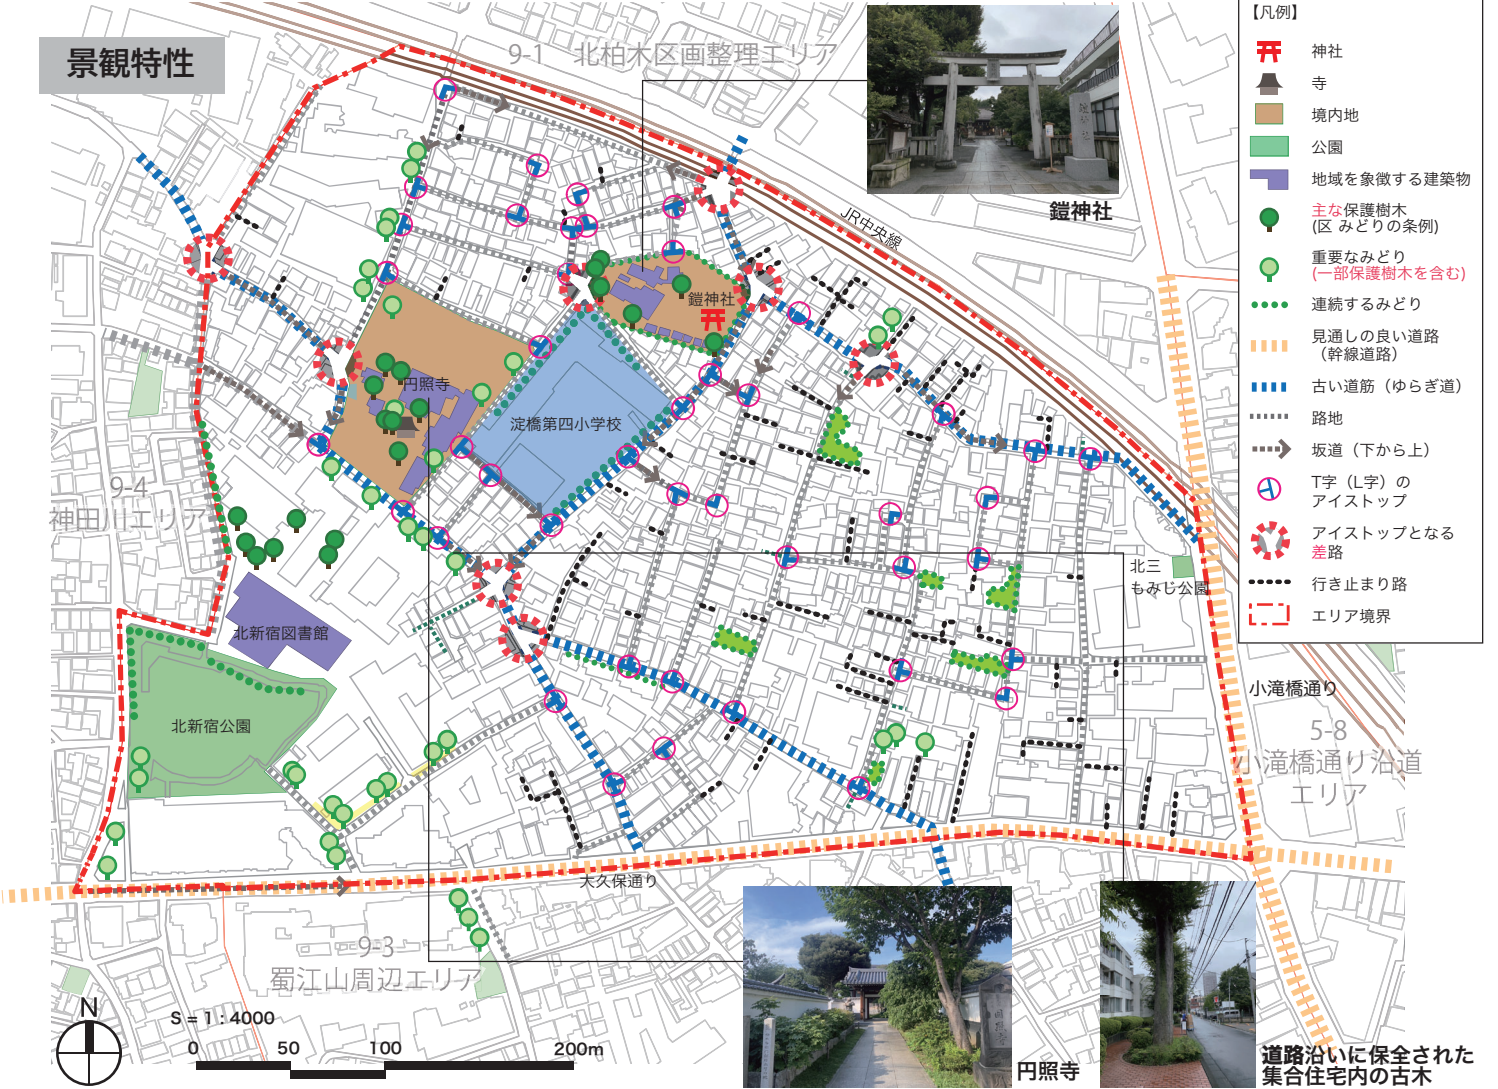 景観特性
9-1 北柏木区画整理エリア
鎧神社
JR中央線
鎧神社
円照寺
淀橋第四小学校
9-4
神田川エリア
北新宿図書館
北新宿公園
北三
もみじ公園
小滝橋通り
5-8
小滝橋通り沿道
エリア
大久保通り
9-3
蜀江山周辺エリア
N
S = 1 : 4000
0 50 100 200m
円照寺
道路沿いに保全された
集合住宅内の古木
【凡例】
神社
寺
境内地
公園
地域を象徴する建築物
主な保護樹木
(区 みどりの条例)
重要なみどり
(一部保護樹木を含む)
連続するみどり
見通しの良い道路
(幹線道路)
古い道筋(ゆらぎ道)
路地
坂道(下から上)
T字(L字)の
アイストップ
アイストップとなる
差路
行き止まり路
エリア境界